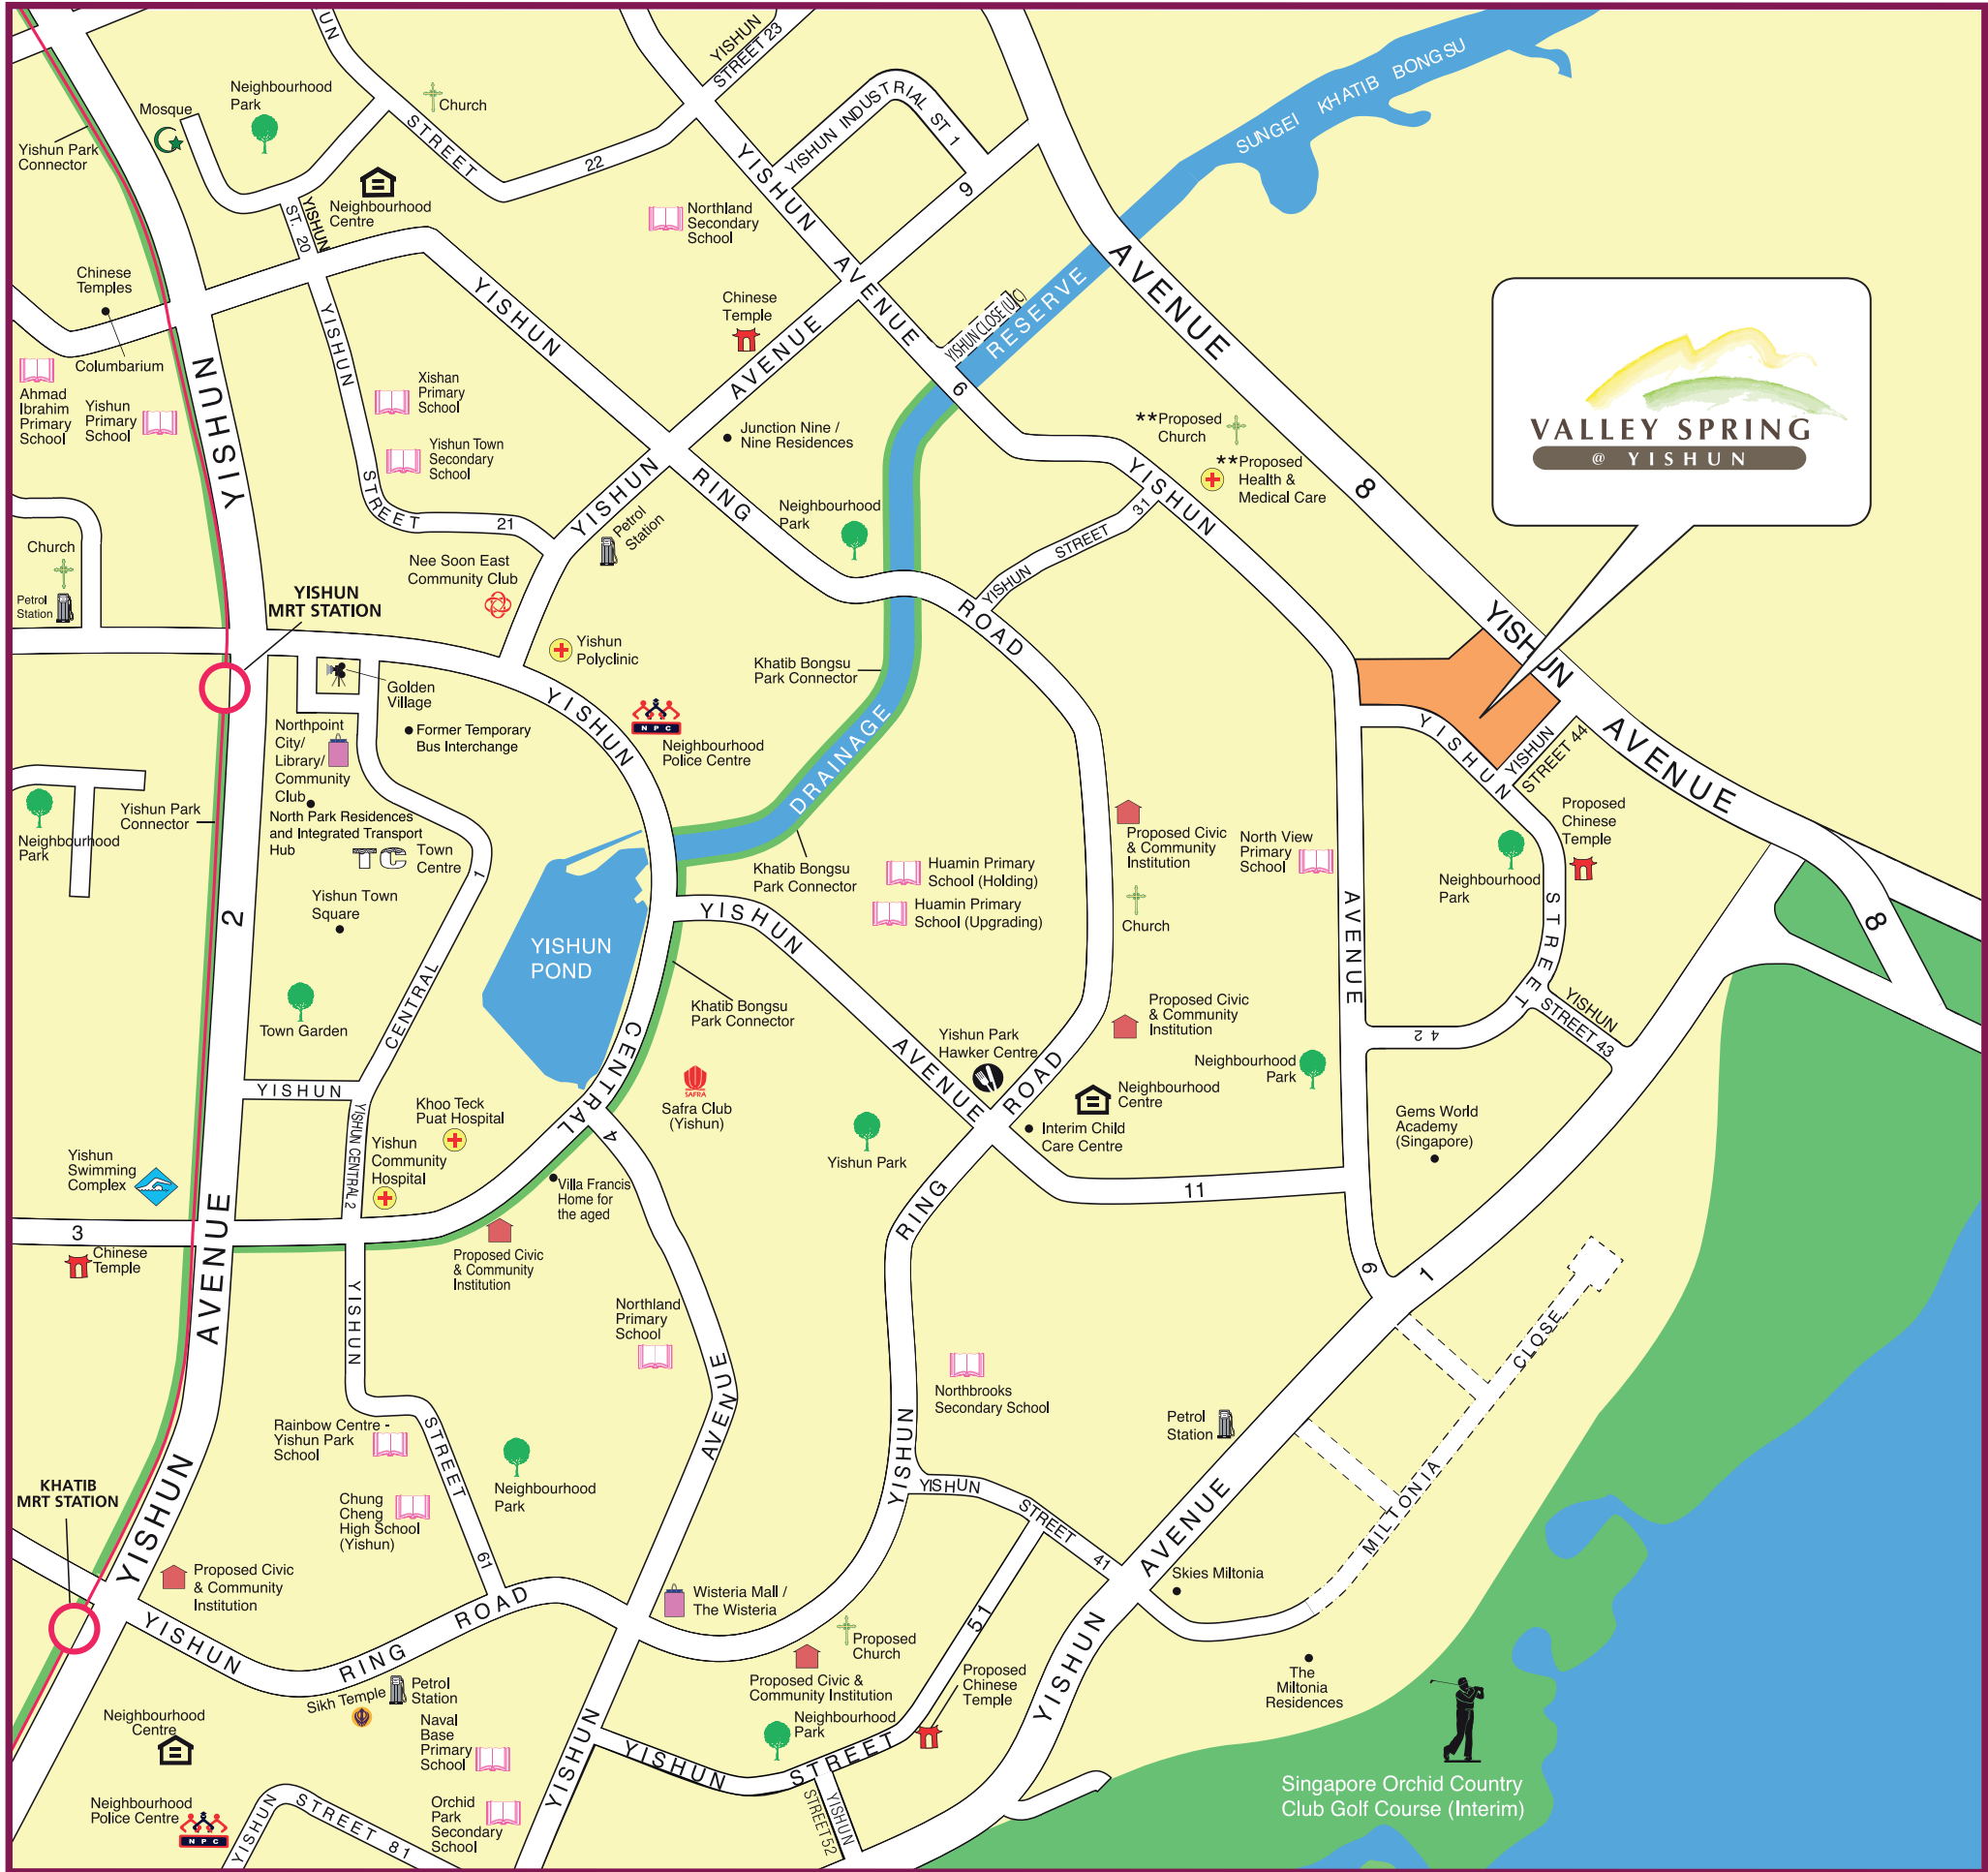 YISHUN
STREET 23
UN
Mosque
Neighbourhood
Park
Church
Yishun Park
Connector
STREET
22
YISHUN INDUSTRIAL ST 1
SUNGEI KHATIB BONGSU
YISHUN
ST. 20
Neighbourhood
Centre
Northland
Secondary
School
YISHUN
AVENUE
6
9
Chinese
Temples
Columbarium
Ahmad
Ibrahim
Primary
School
Yishun
Primary
School
YISHUN
YISHUN
STREET
21
YISHUN
RING
ROAD
Chinese
Temple
YISHUN
AVENUE
YISHUN CLOSE (U/C)
RESERVE
AVENUE
8
VALLEY SPRING
@ YISHUN
Xishan
Primary
School
Yishun Town
Secondary
School
Junction Nine /
Nine Residences
**Proposed
Church
**Proposed
Health &
Medical Care
Neighbourhood
Park
Petrol
Station
Nee Soon East
Community Club
YISHUN
STREET
31
YISHUN
Church
Petrol
Station
YISHUN
MRT STATION
Yishun
Polyclinic
Khatib Bongsu
Park Connector
YISHUN
AVENUE
8
Golden
Village
Former Temporary
Bus Interchange
Northpoint
City/
Library/
Community
Club
North Park Residences
and Integrated Transport
Hub
TC
Town
Centre
YISHUN
CENTRAL
NPC
Neighbourhood
Police Centre
DRAINAGE
YISHUN
STREET
42
YISHUN
STREET 44
Neighbourhood
Park
Yishun Park
Connector
Yishun Town
Square
2
1
CENTRAL
YISHUN
YISHUN
POND
Khatib Bongsu
Park Connector
Huamin Primary
School (Holding)
Huamin Primary
School (Upgrading)
Proposed Civic
& Community
Institution
North View
Primary
School
Church
AVENUE
6
Neighbourhood
Park
Proposed
Chinese
Temple
YISHUN
AVENUE
11
YISHUN
STREET 43
Town Garden
Khatib Bongsu
Park Connector
Yishun Park
Hawker Centre
Proposed Civic
& Community
Institution
Neighbourhood
Park
Neighbourhood
Centre
Interim Child
Care Centre
Gems World
Academy
(Singapore)
SAFRA
Safra Club
(Yishun)
Yishun Park
Khoo Teck
Puat Hospital
Yishun
Community
Hospital
YISHUN CENTRAL 2
Yishun
Swimming
Complex
3
Chinese
Temple
AVENUE
Villa Francis
Home for
the aged
4
Proposed Civic
& Community
Institution
YISHUN
STREET
61
Northland
Primary
School
AVENUE
RING
ROAD
YISHUN
Northbrooks
Secondary School
Petrol
Station
1
CLOSE
MILTONIA
Rainbow Centre -
Yishun Park
School
Chung
Cheng
High School
(Yishun)
Neighbourhood
Park
KHATIB
MRT STATION
YISHUN
Proposed Civic
& Community
Institution
YISHUN
STREET
41
AVENUE
YISHUN
Skies Miltonia
Wisteria Mall /
The Wisteria
YISHUN
RING
ROAD
51
Proposed
Church
Proposed Civic &
Community Institution
Proposed
Chinese
Temple
The
Miltonia
Residences
Sikh Temple
Petrol
Station
Neighbourhood
Centre
Naval
Base
Primary
School
YISHUN
YISHUN
STREET
Neighbourhood
Park
YISHUN
STREET 52
Neighbourhood
Police Centre
NPC
YISHUN
STREET 81
Orchid
Park
Secondary
School
Singapore Orchid Country
Club Golf Course (Interim)